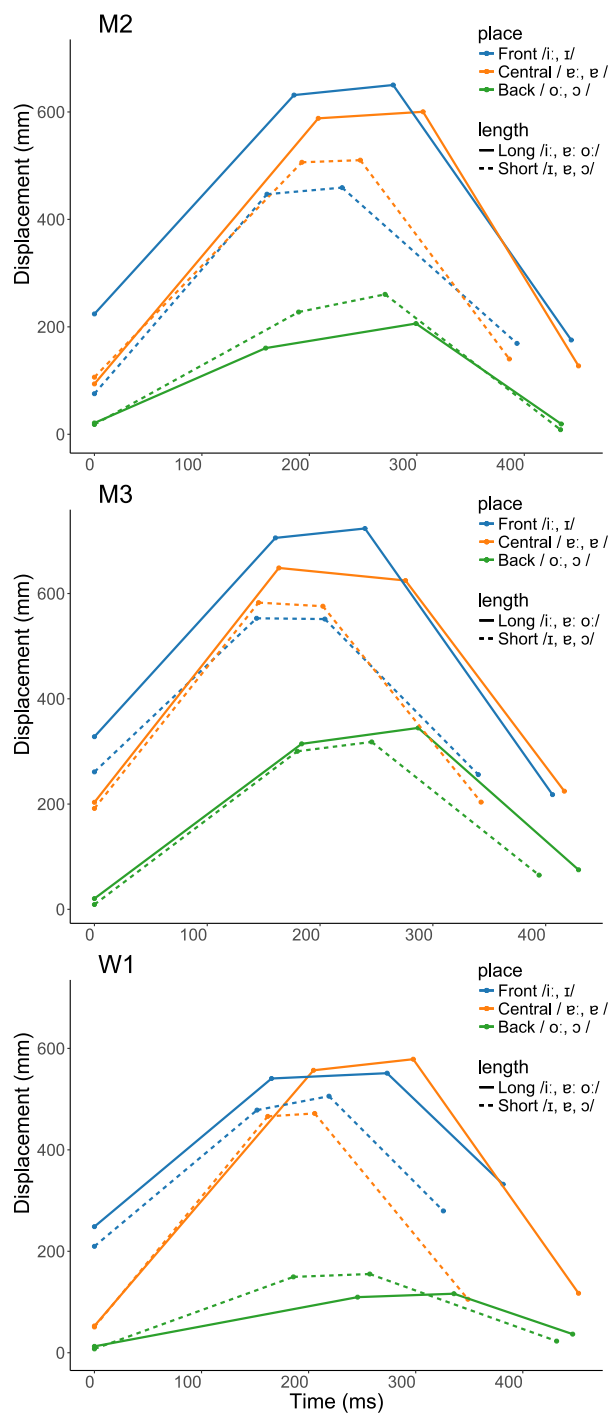 M2
place
Front /iː, ɪ/
Central / ɐː, ɐ /
Back / oː, ɔ /
length
Long /iː, ɐː oː/
Short /ɪ, ɐ, ɔ/
Displacement (mm)
600
400
200
0
0 100 200 300 400
M3
place
Front /iː, ɪ/
Central / ɐː, ɐ /
Back / oː, ɔ /
length
Long /iː, ɐː oː/
Short /ɪ, ɐ, ɔ/
Displacement (mm)
600
400
200
0
0 100 200 300 400
W1
place
Front /iː, ɪ/
Central / ɐː, ɐ /
Back / oː, ɔ /
length
Long /iː, ɐː oː/
Short /ɪ, ɐ, ɔ/
Displacement (mm)
600
400
200
0
0 100 200 300 400
Time (ms)